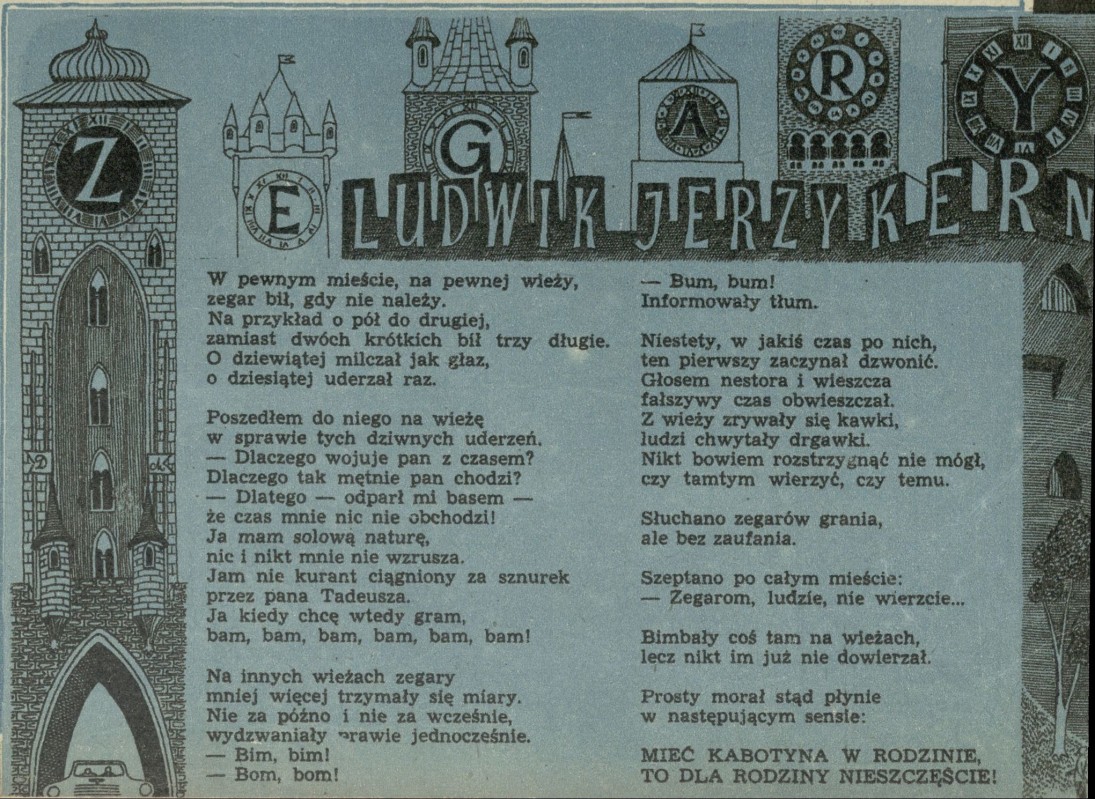 ZEGARY
LUDWIK JERZY KERN
W pewnym mieście, na pewnej wieży,
zegar bił, gdy nie należy.
Na przykład o pół do drugiej,
zamiast dwóch krótkich bił trzy długie.
O dziewiątej milczał jak głaz,
o dziesiątej uderzał raz.

Poszedłem do niego na wieżę
w sprawie tych dziwnych uderzeń.
— Dlaczego wojuje pan z czasem?
Dlaczego tak mętnie pan chodzi?
— Dlatego — odparł mi basem —
że czas mnie nic nie obchodzi!
Ja mam solową naturę,
nic i nikt mnie nie wzrusza.
Jam nie kurant ciągniony za sznurek
przez pana Tadeusza.
Ja kiedy chcę wtedy gram,
bam, bam, bam, bam, bam, bam!

Na innych wieżach zegary
mniej więcej trzymały się miary.
Nie za późno i nie za wcześnie,
wydzwaniały prawie jednocześnie.
— Bim, bim!
— Bom, bom!
— Bum, bum!
Informowały tłum.

Niestety, w jakiś czas po nich,
ten pierwszy zaczynał dzwonić.
Głosem nestora i wieszcza
fałszywy czas obwieszczał.
Z wieży zrywały się kawki,
ludzi chwytały drgawki.
Nikt bowiem rozstrzygnąć nie mógł,
czy tamtym wierzyć, czy temu.

Słuchano zegarów grania,
ale bez zaufania.

Szeptano po całym mieście:
— Zegarom, ludzie, nie wierzcie...

Bimbały coś tam na wieżach,
lecz nikt im już nie dowierzał.

Prosty morał stąd płynie
w następującym sensie:

MIEĆ KABOTYNA W RODZINIE,
TO DLA RODZINY NIESZCZĘŚCIE!